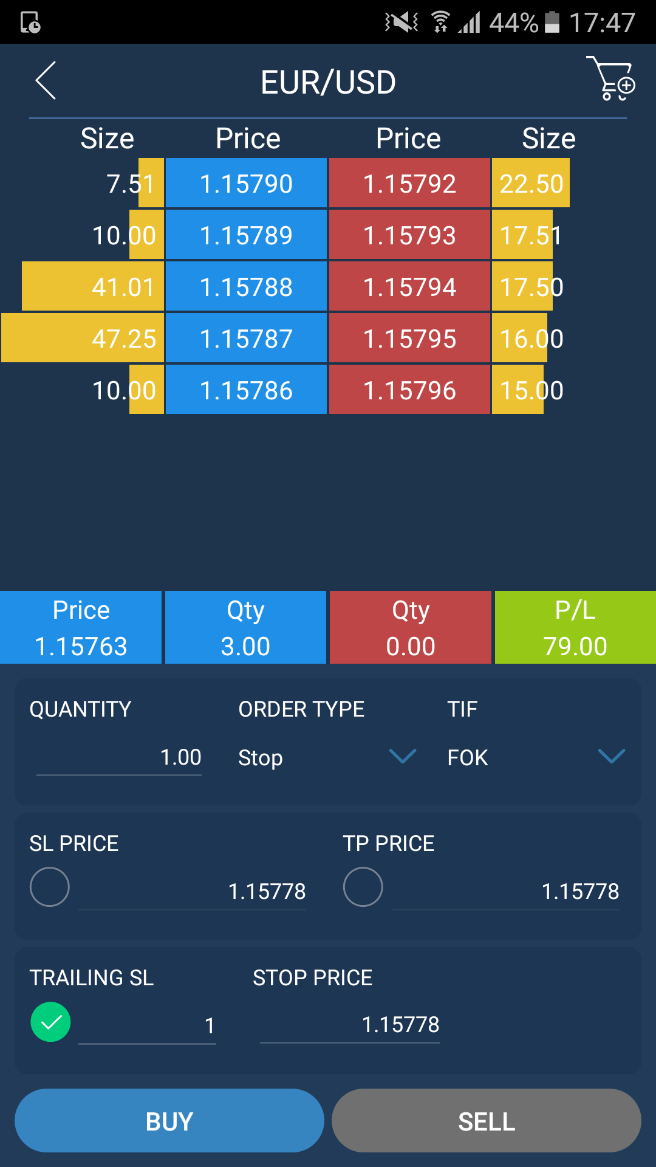 44% 17:47
EUR/USD
Size Price Price Size
7.51 1.15790 1.15792 22.50
10.00 1.15789 1.15793 17.51
41.01 1.15788 1.15794 17.50
47.25 1.15787 1.15795 16.00
10.00 1.15786 1.15796 15.00
Price Qty Qty P/L
1.15763 3.00 0.00 79.00
QUANTITY ORDER TYPE TIF
1.00 Stop FOK
SL PRICE TP PRICE
1.15778 1.15778
TRAILING SL STOP PRICE
1 1.15778
BUY SELL